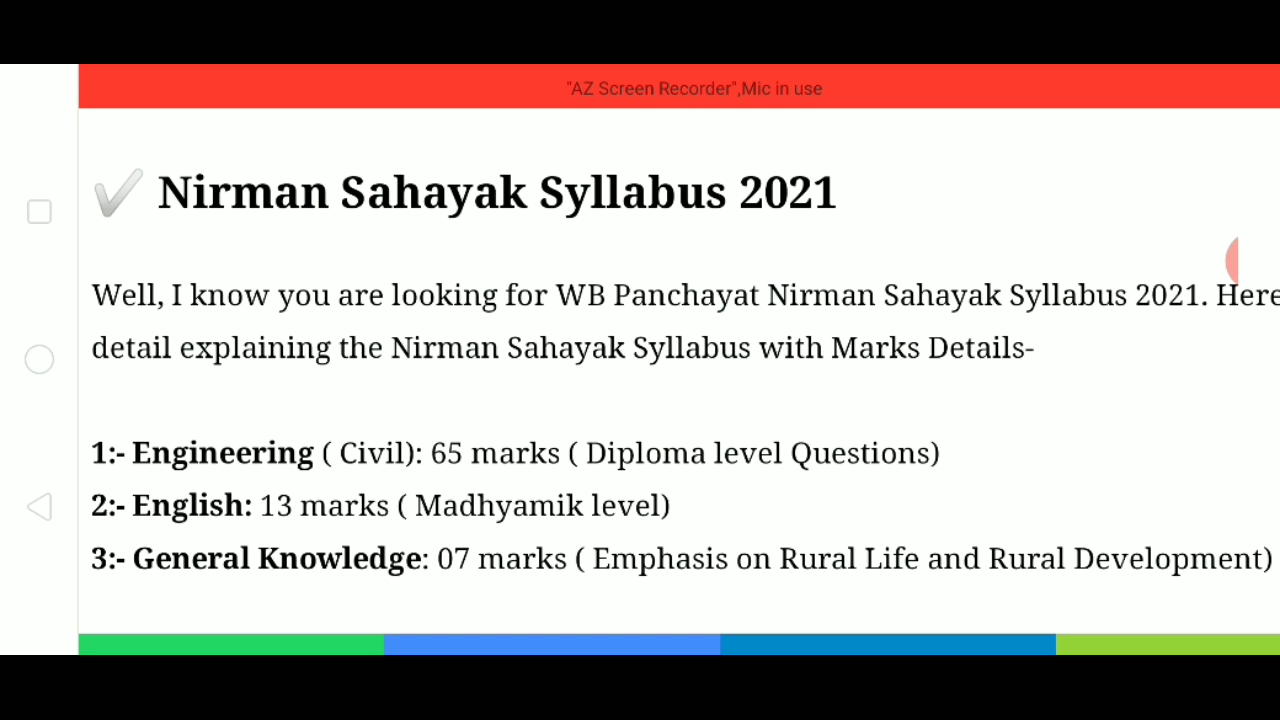 "AZ Screen Recorder",Mic in use
Nirman Sahayak Syllabus 2021
Well, I know you are looking for WB Panchayat Nirman Sahayak Syllabus 2021. Here
detail explaining the Nirman Sahayak Syllabus with Marks Details-
1:- Engineering ( Civil): 65 marks ( Diploma level Questions)
2:- English: 13 marks ( Madhyamik level)
3:- General Knowledge: 07 marks ( Emphasis on Rural Life and Rural Development)